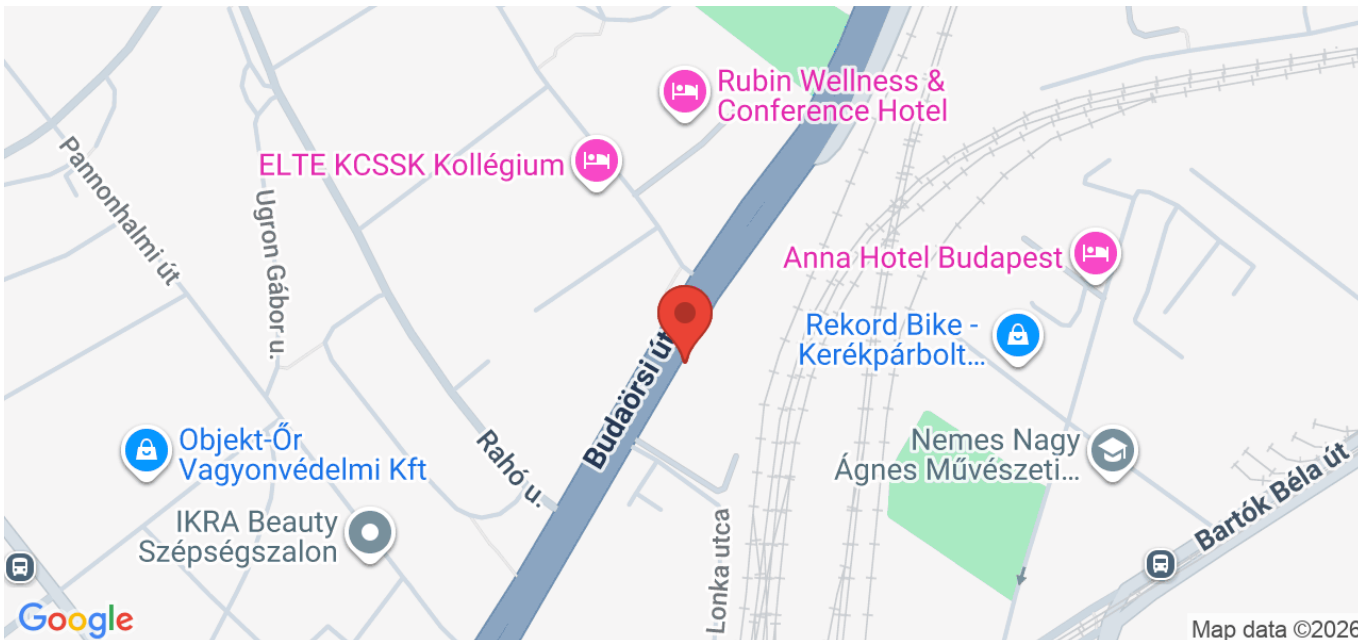 Rubin Wellness &
Conference Hotel
ELTE KCSSK Kollégium
Pannonhalmi út
Ugron Gábor u.
Anna Hotel Budapest
Rekord Bike -
Kerékpárbolt...
Budaörsi út
Objekt-Őr
Vagyonvédelmi Kft
Rahó u.
Nemes Nagy
Ágnes Művészeti...
IKRA Beauty
Szépségszalon
Lonka utca
Bartók Béla út
Google
Map data ©2026